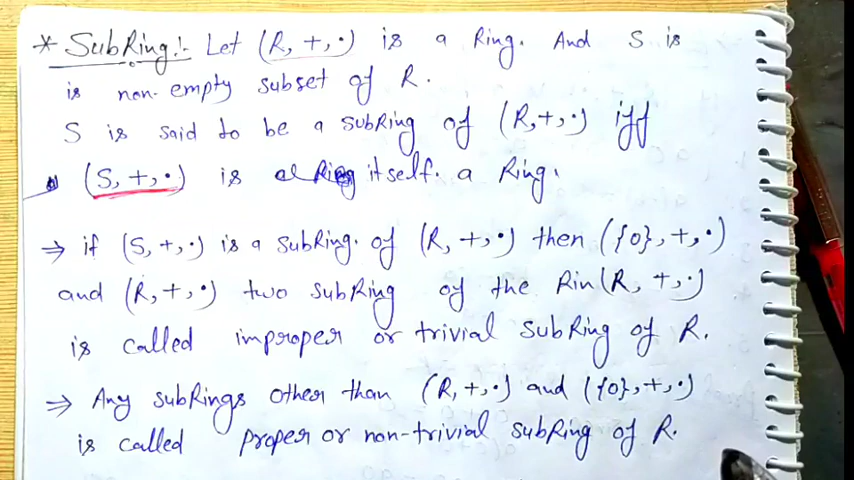 * SubRing:- Let (R, +, ·) is a Ring. And S is
is non-empty subset of R.
S is said to be a subRing of (R, +, ·) iff
(S, +, ·) is itself. a Ring.
⇒ if (S, +, ·) is a subRing. of (R, +, ·) then ({0}, +, ·)
and (R, +, ·) two subRing of the Rin(R, +, ·)
is called improper or trivial subRing of R.
⇒ Any subRings other than (R, +, ·) and ({0}, +, ·)
is called proper or non-trivial subRing of R.